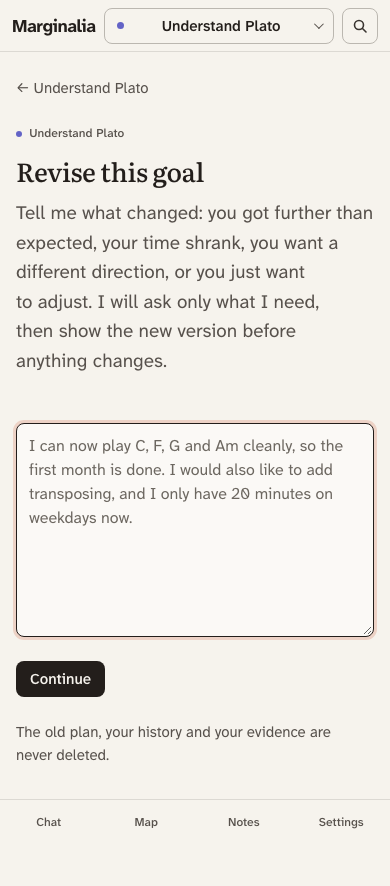 Marginalia
Understand Plato
← Understand Plato
Understand Plato
Revise this goal
Tell me what changed: you got further than
expected, your time shrank, you want a
different direction, or you just want
to adjust. I will ask only what I need,
then show the new version before
anything changes.
I can now play C, F, G and Am cleanly, so the
first month is done. I would also like to add
transposing, and I only have 20 minutes on
weekdays now.
Continue
The old plan, your history and your evidence are
never deleted.
Chat Map Notes Settings